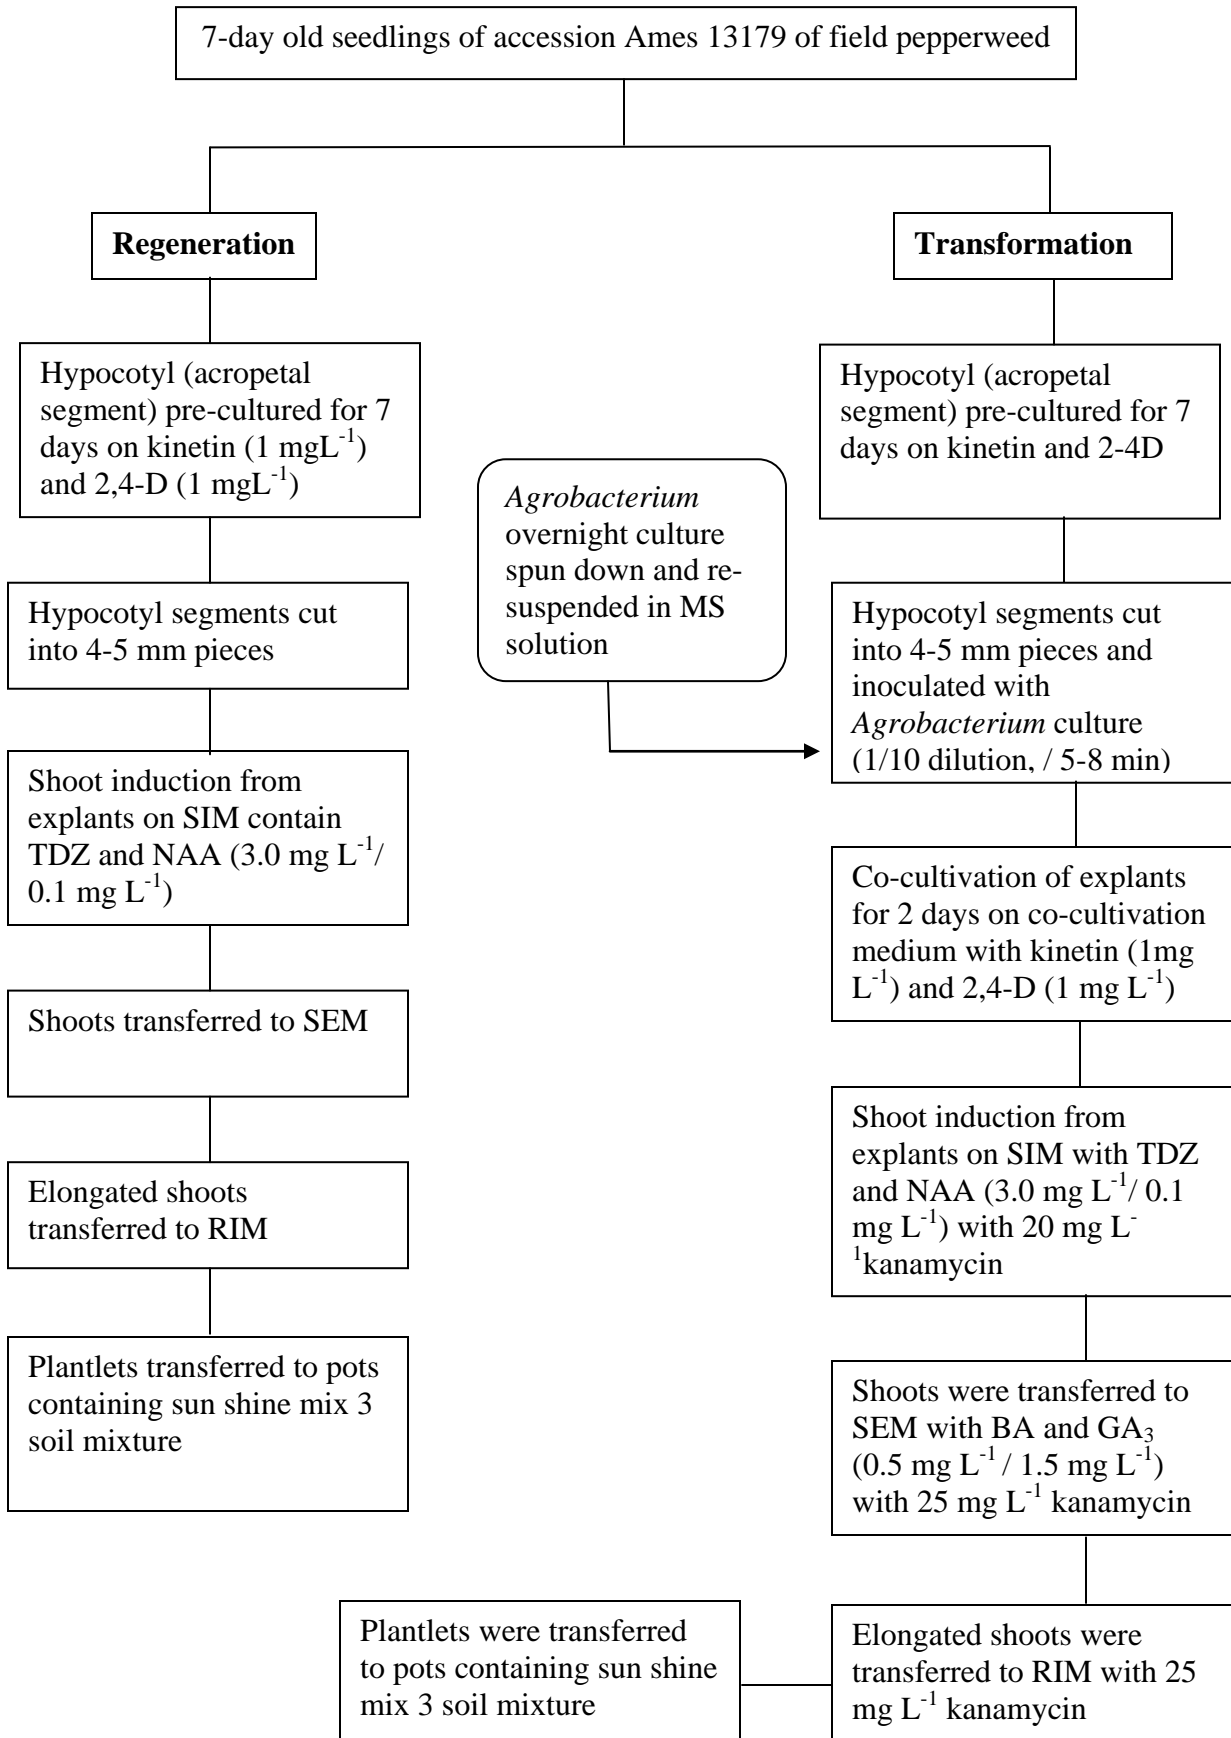 7-day old seedlings of accession Ames 13179 of field pepperweed
Regeneration
Hypocotyl (acropetal
segment) pre-cultured for 7
days on kinetin (1 mgL⁻¹)
and 2,4-D (1 mgL⁻¹)
Hypocotyl segments cut
into 4-5 mm pieces
Shoot induction from
explants on SIM contain
TDZ and NAA (3.0 mg L⁻¹/
0.1 mg L⁻¹)
Shoots transferred to SEM
Elongated shoots
transferred to RIM
Plantlets transferred to pots
containing sun shine mix 3
soil mixture
Transformation
Hypocotyl (acropetal
segment) pre-cultured for 7
days on kinetin and 2-4D
Agrobacterium
overnight culture
spun down and re-
suspended in MS
solution
Hypocotyl segments cut
into 4-5 mm pieces and
inoculated with
Agrobacterium culture
(1/10 dilution, / 5-8 min)
Co-cultivation of explants
for 2 days on co-cultivation
medium with kinetin (1mg
L⁻¹) and 2,4-D (1 mg L⁻¹)
Shoot induction from
explants on SIM with TDZ
and NAA (3.0 mg L⁻¹/ 0.1
mg L⁻¹) with 20 mg L⁻
¹kanamycin
Shoots were transferred to
SEM with BA and GA₃
(0.5 mg L⁻¹ / 1.5 mg L⁻¹)
with 25 mg L⁻¹ kanamycin
Elongated shoots were
transferred to RIM with 25
mg L⁻¹ kanamycin
Plantlets were transferred
to pots containing sun shine
mix 3 soil mixture